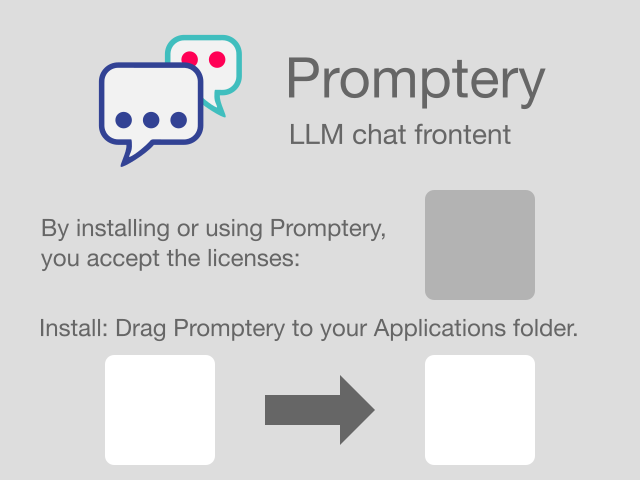 Promptery
LLM chat frontent
By installing or using Promptery,
you accept the licenses:
Install: Drag Promptery to your Applications folder.